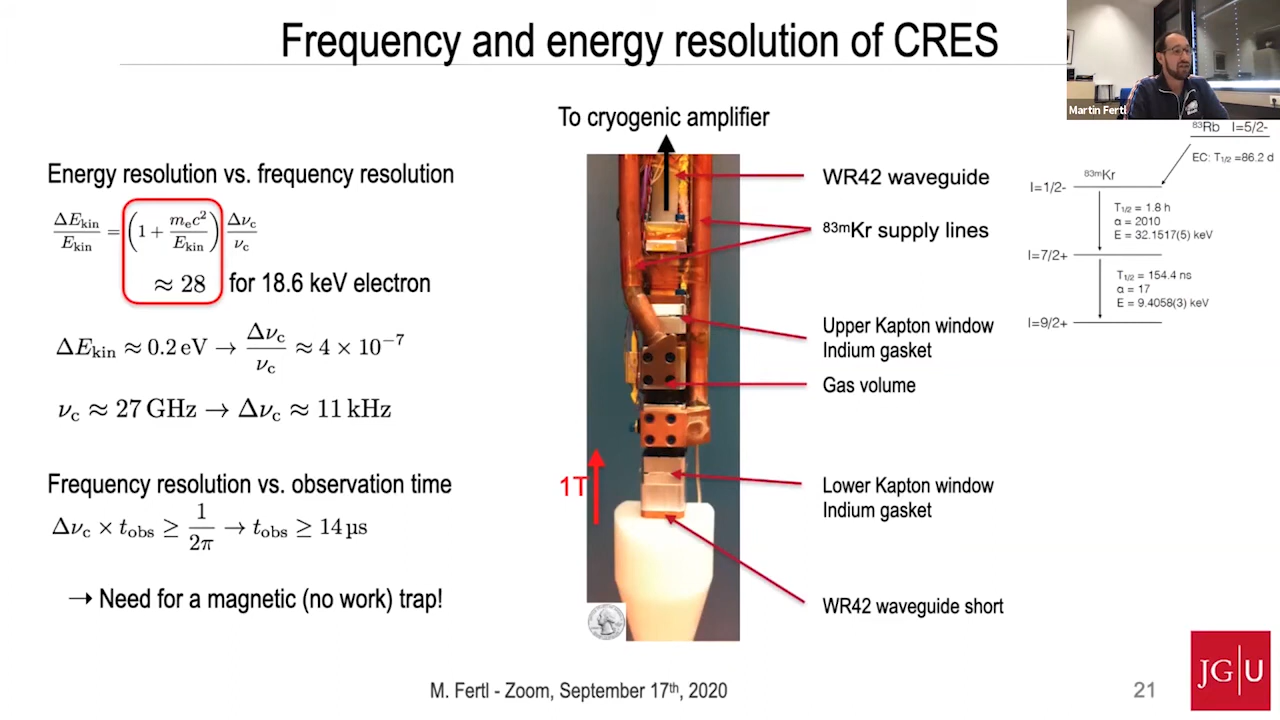 Frequency and energy resolution of CRES
Martin Fertl
To cryogenic amplifier
Energy resolution vs. frequency resolution
ΔE_kin / E_kin = (1 + m_e c² / E_kin) Δν_c / ν_c
≈ 28 for 18.6 keV electron
ΔE_kin ≈ 0.2 eV → Δν_c / ν_c ≈ 4 × 10⁻⁷
ν_c ≈ 27 GHz → Δν_c ≈ 11 kHz
Frequency resolution vs. observation time
Δν_c × t_obs ≥ 1 / 2π → t_obs ≥ 14 µs
→ Need for a magnetic (no work) trap!
1T
WR42 waveguide
⁸³ᵐKr supply lines
Upper Kapton window
Indium gasket
Gas volume
Lower Kapton window
Indium gasket
WR42 waveguide short
⁸³Rb I=5/2-
EC: T₁/₂ =86.2 d
⁸³ᵐKr
I=1/2-
T₁/₂ = 1.8 h
α = 2010
E = 32.1517(5) keV
I=7/2+
T₁/₂ = 154.4 ns
α = 17
E = 9.4058(3) keV
I=9/2+
M. Fertl - Zoom, September 17ᵗʰ, 2020
21
JG|U